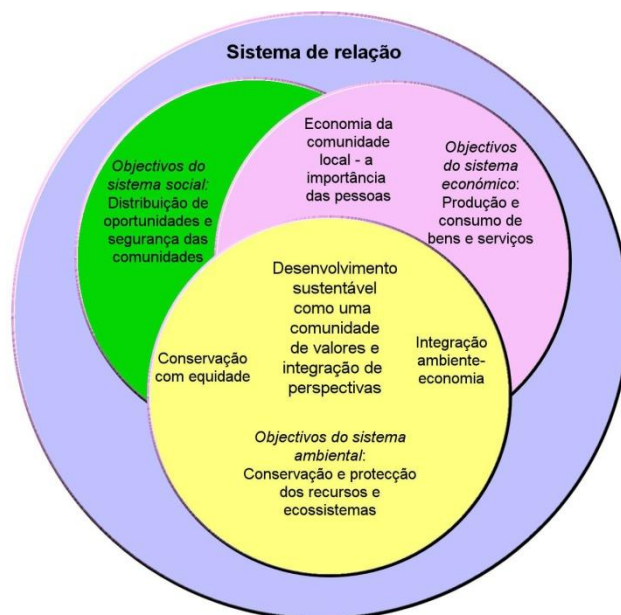 Sistema de relação
Economia da
comunidade
local - a
importância
das pessoas
Objectivos do
sistema social:
Distribuição de
oportunidades e
segurança das
comunidades
Objectivos
do sistema
económico:
Produção e
consumo de
bens e serviços
Desenvolvimento
sustentável
como uma
comunidade
de valores e
integração de
perspectivas
Conservação
com equidade
Integração
ambiente-
economia
Objectivos do sistema
ambiental:
Conservação e protecção
dos recursos e
ecossistemas